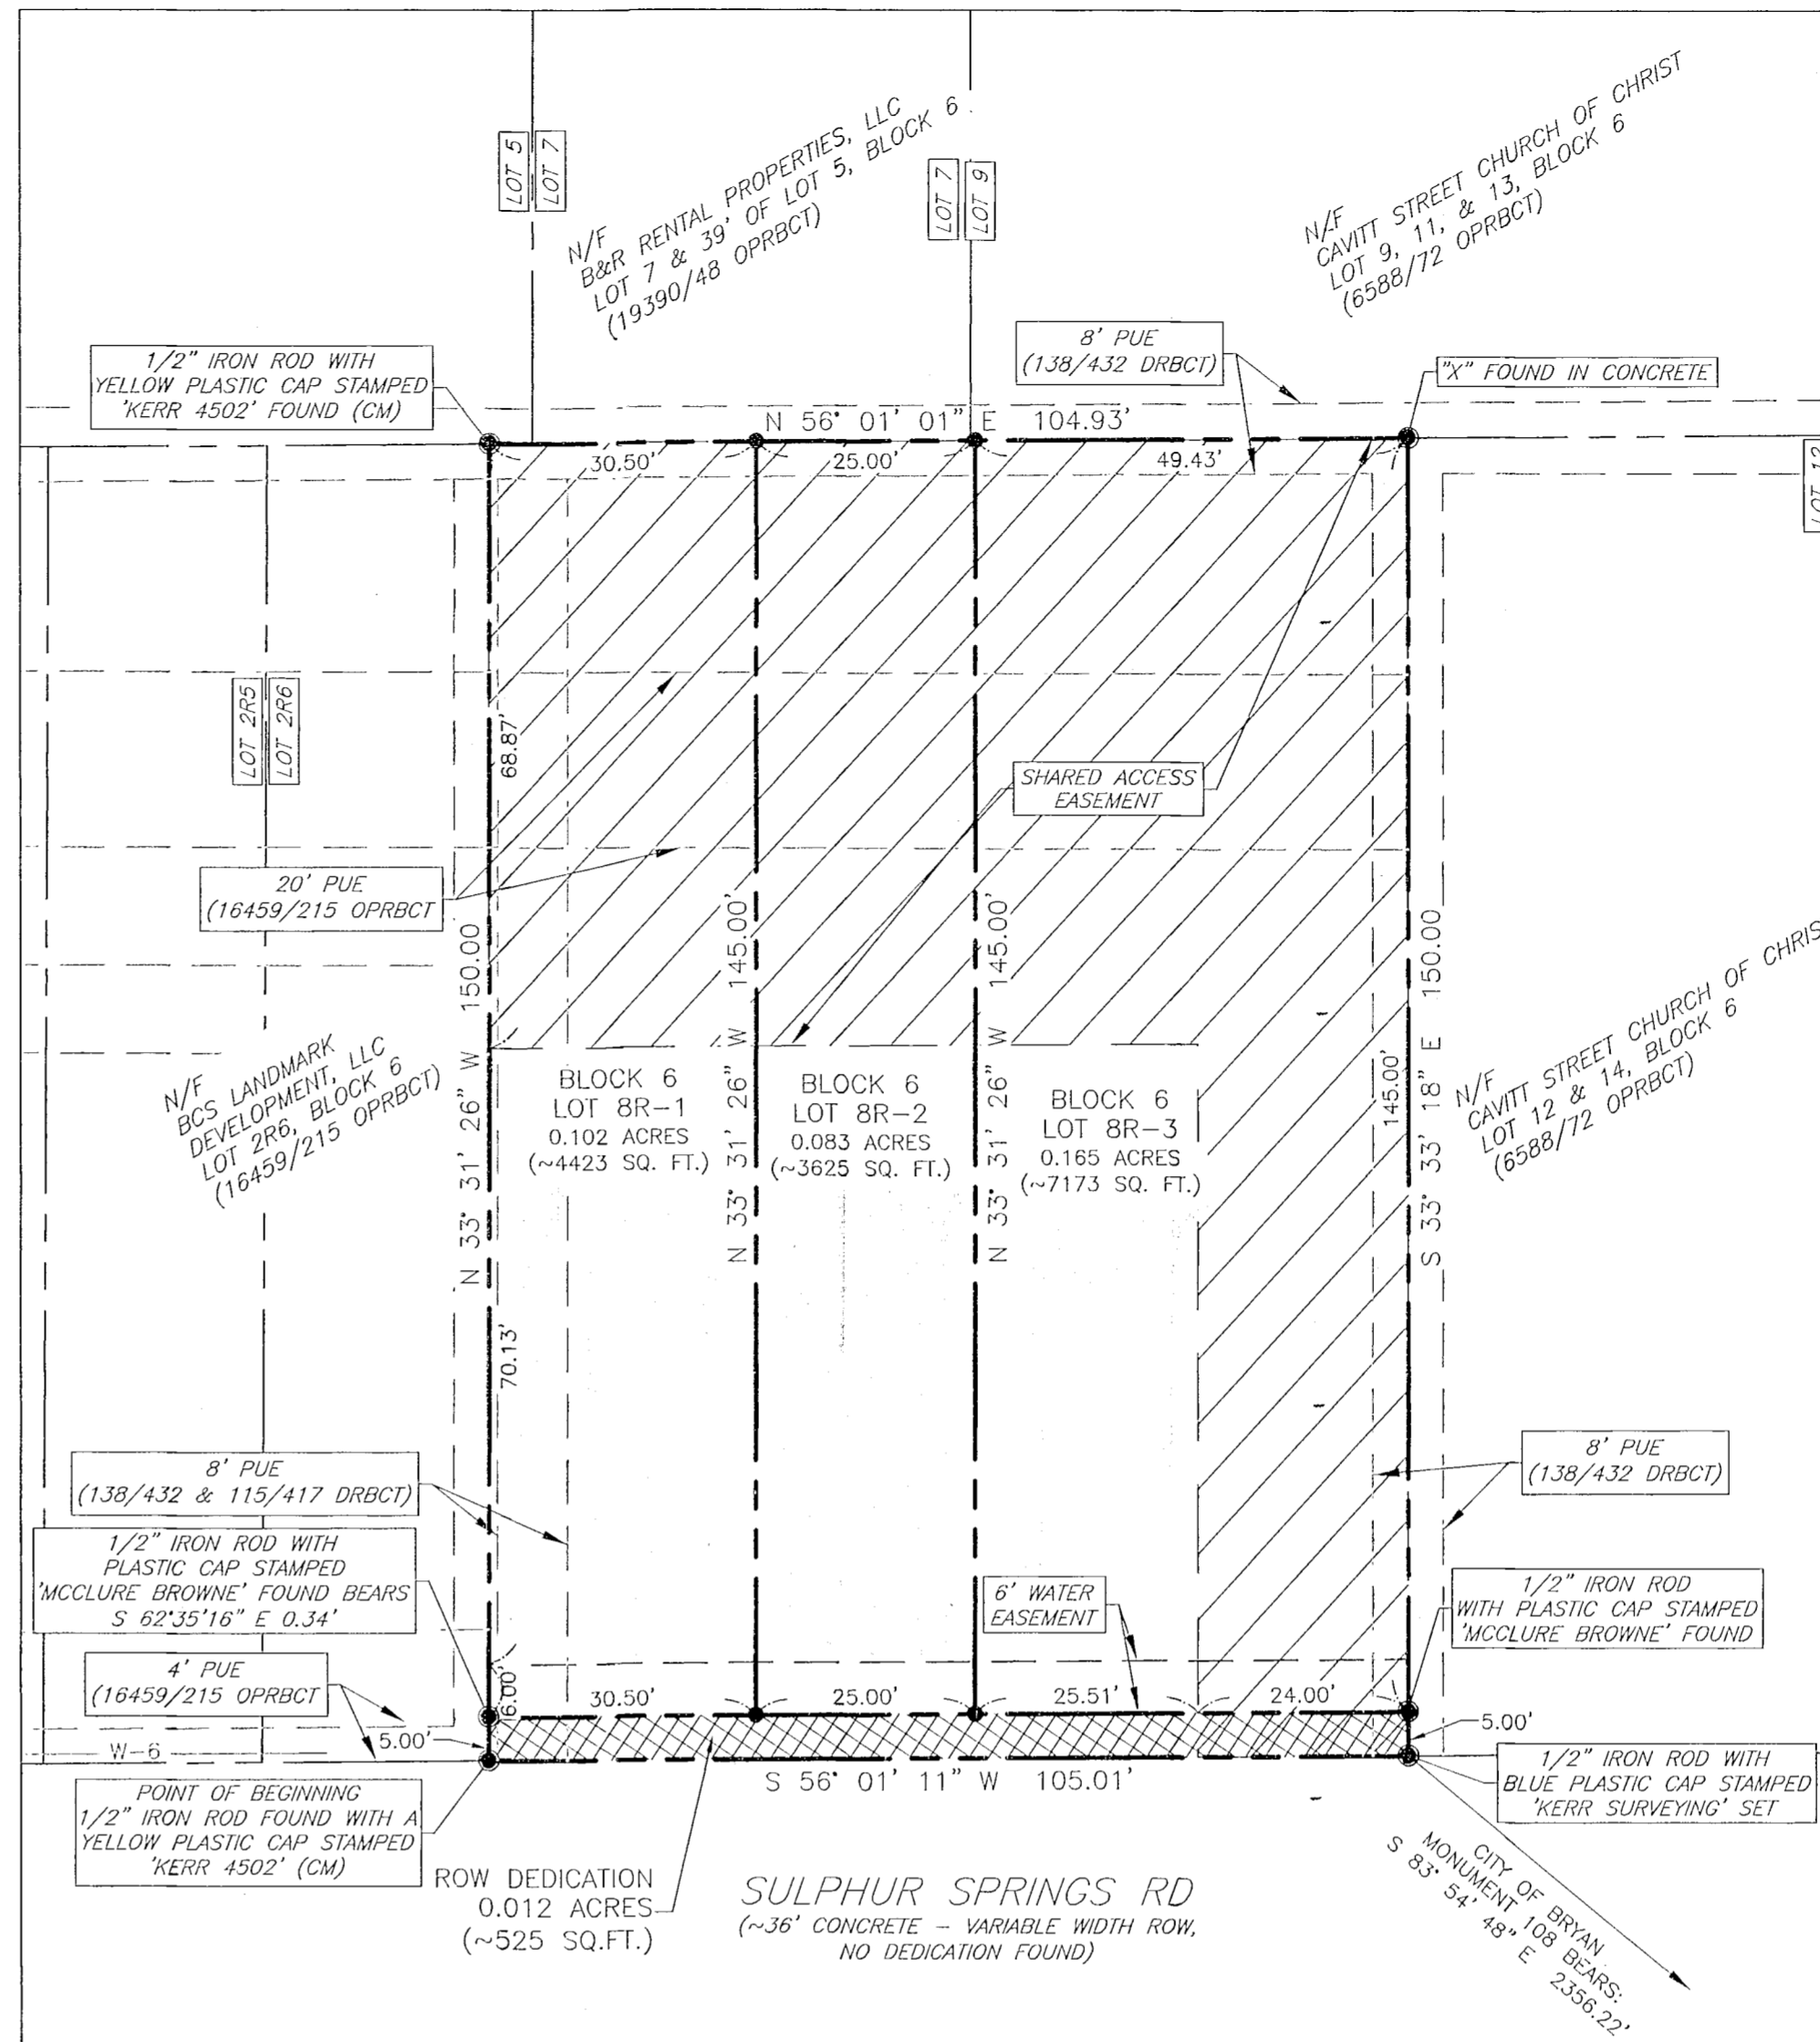 LOT 5
LOT 7
N/F
B&R RENTAL PROPERTIES, LLC
LOT 7 & 39' OF LOT 5, BLOCK 6
(19390/48 OPRBCT)
LOT 7
LOT 9
N/F
CAVITT STREET CHURCH OF CHRIST
LOT 9, 11, & 13, BLOCK 6
(6588/72 OPRBCT)
1/2" IRON ROD WITH
YELLOW PLASTIC CAP STAMPED
'KERR 4502' FOUND (CM)
8' PUE
(138/432 DRBCT)
"X" FOUND IN CONCRETE
N 56° 01' 01" E 104.93'
30.50'
25.00'
49.43'
LOT 12
LOT 2R5
LOT 2R6
68.87'
SHARED ACCESS
EASEMENT
20' PUE
(16459/215 OPRBCT
N 33° 31' 26" W 150.00
N 33° 31' 26" W 145.00'
N 33° 31' 26" W 145.00'
145.00'
S 33° 33' 18" E 150.00
N/F
BCS LANDMARK
DEVELOPMENT, LLC
LOT 2R6, BLOCK 6
(16459/215 OPRBCT)
BLOCK 6
LOT 8R-1
0.102 ACRES
(~4423 SQ. FT.)
BLOCK 6
LOT 8R-2
0.083 ACRES
(~3625 SQ. FT.)
BLOCK 6
LOT 8R-3
0.165 ACRES
(~7173 SQ. FT.)
N/F
CAVITT STREET CHURCH OF CHRIS
LOT 12 & 14, BLOCK 6
(6588/72 OPRBCT)
70.13'
8' PUE
(138/432 & 115/417 DRBCT)
8' PUE
(138/432 DRBCT)
1/2" IRON ROD WITH
PLASTIC CAP STAMPED
'MCCLURE BROWNE' FOUND BEARS
S 62°35'16" E 0.34'
6' WATER
EASEMENT
1/2" IRON ROD
WITH PLASTIC CAP STAMPED
'MCCLURE BROWNE' FOUND
4' PUE
(16459/215 OPRBCT
6.00'
30.50'
25.00'
25.51'
24.00'
W-6
5.00'
5.00'
S 56° 01' 11" W 105.01'
1/2" IRON ROD WITH
BLUE PLASTIC CAP STAMPED
'KERR SURVEYING' SET
POINT OF BEGINNING
1/2" IRON ROD FOUND WITH A
YELLOW PLASTIC CAP STAMPED
'KERR 4502' (CM)
ROW DEDICATION
0.012 ACRES
(~525 SQ.FT.)
SULPHUR SPRINGS RD
(~36' CONCRETE - VARIABLE WIDTH ROW,
NO DEDICATION FOUND)
CITY OF BRYAN
MONUMENT 108 BEARS:
S 83° 54' 48" E 2356.22'